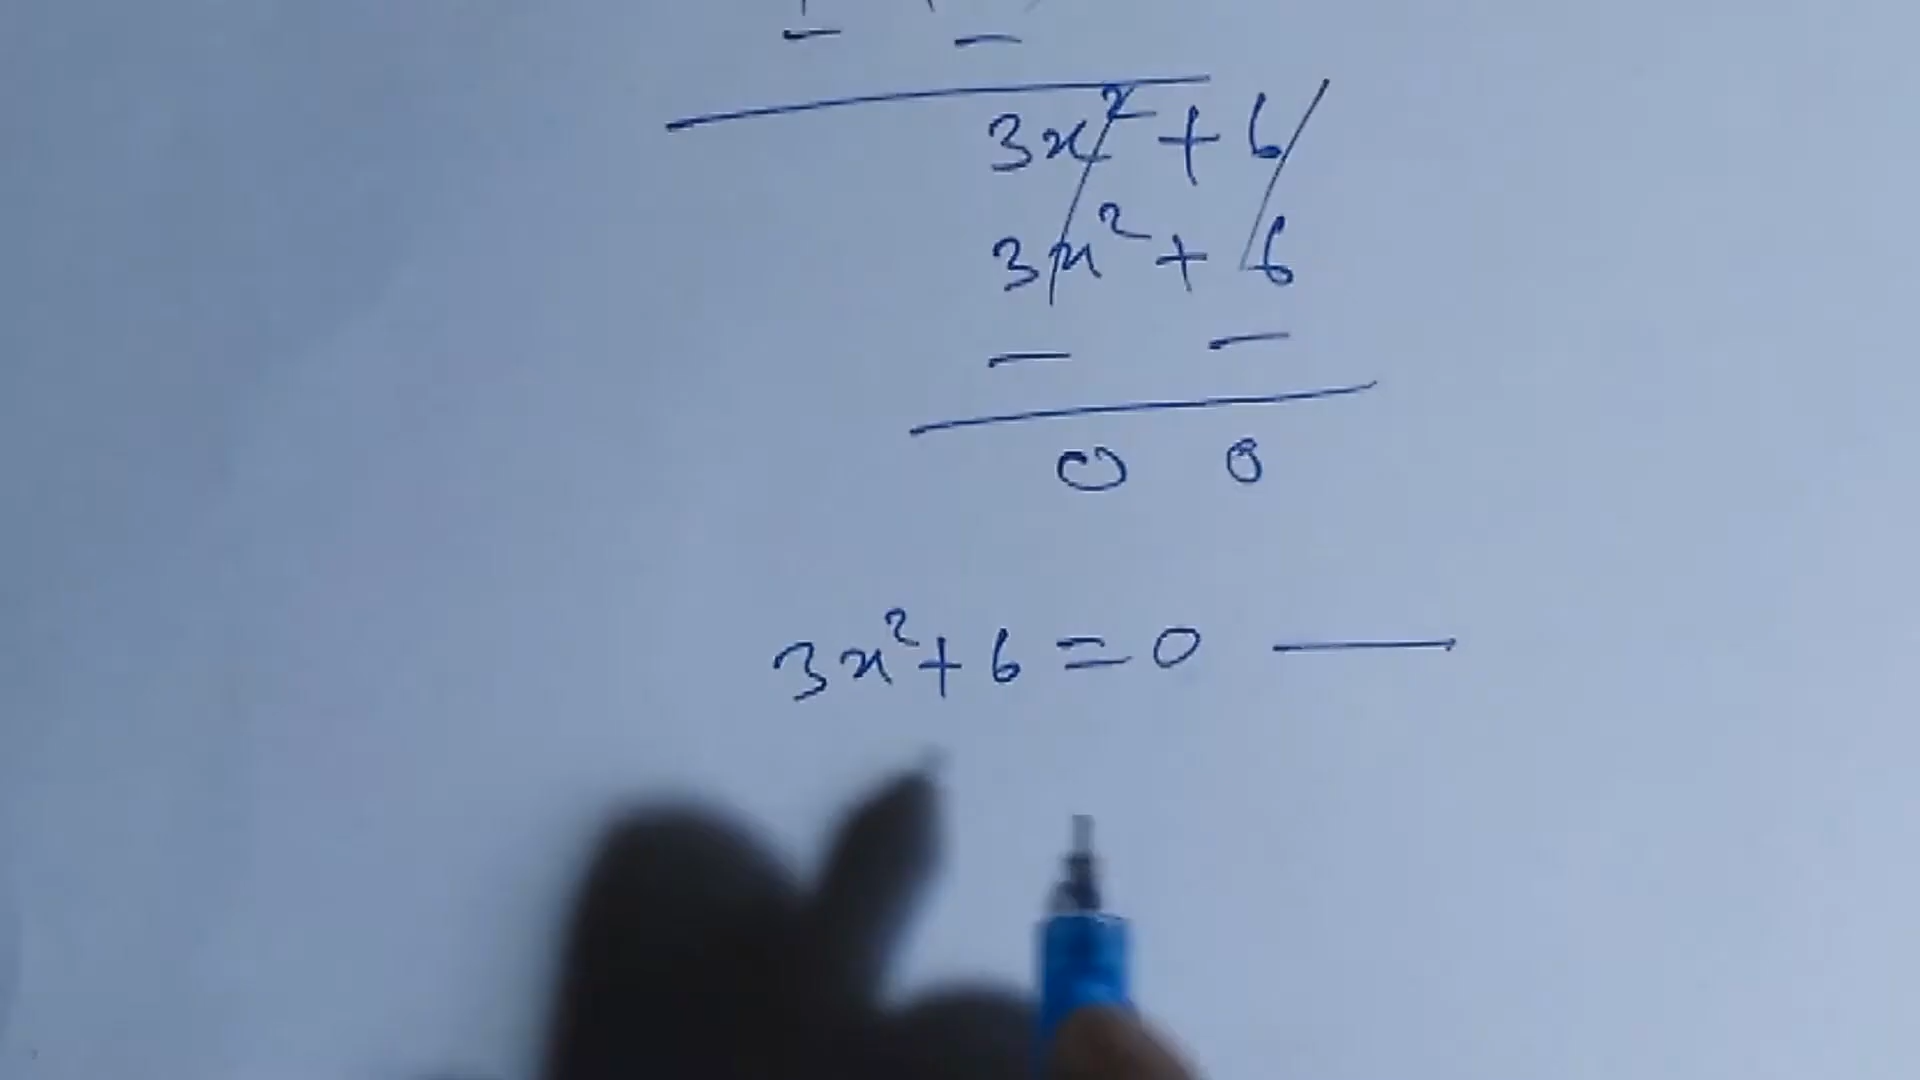 — —
3x² + 6
3x² + 6
— —
0 0
3x² + 6 = 0 —